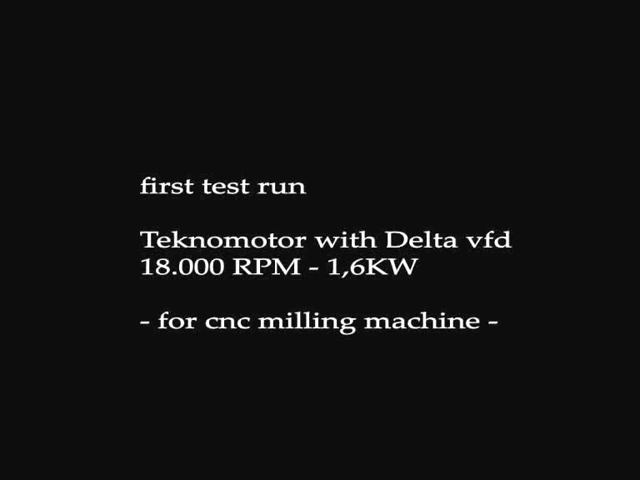 first test run
Teknomotor with Delta vfd
18.000 RPM - 1,6KW
- for cnc milling machine -